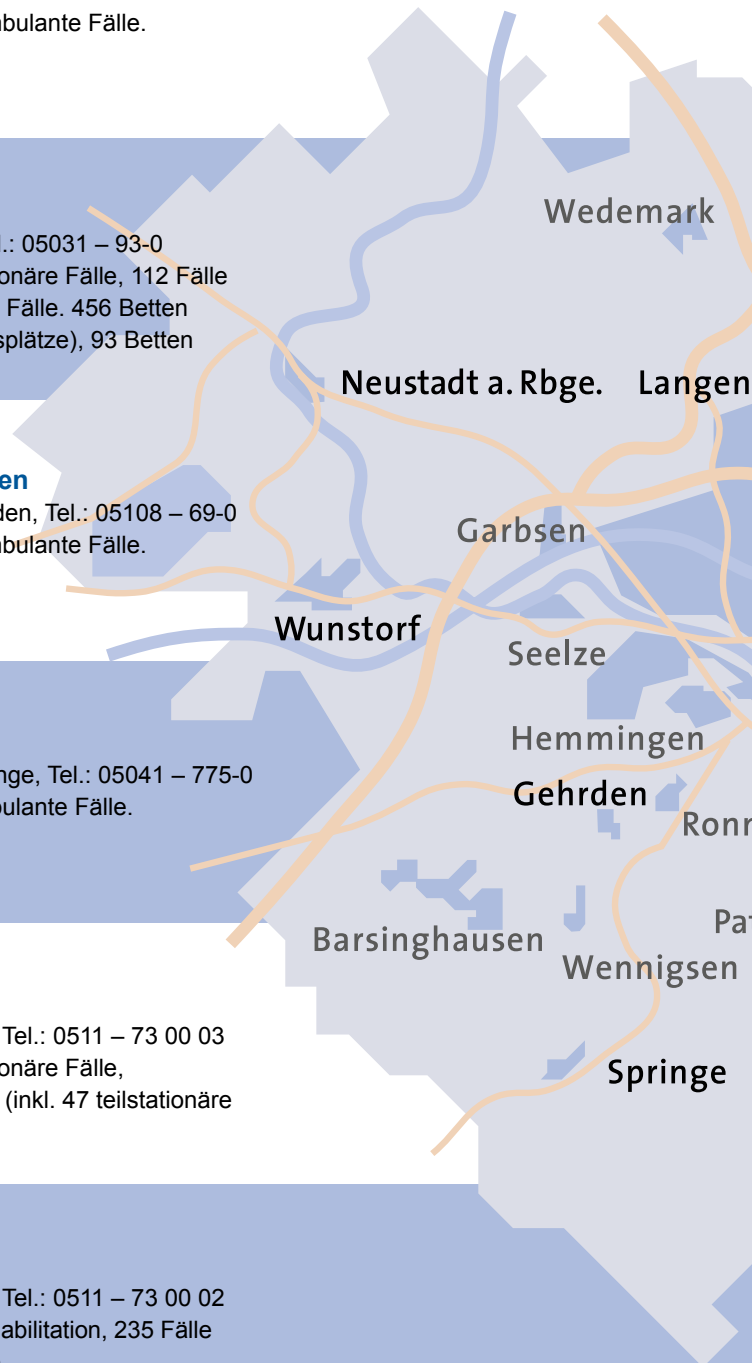 mbulante Fälle.
Wedemark
l.: 05031 – 93-0
onäre Fälle, 112 Fälle
Fälle. 456 Betten
splätze), 93 Betten
Neustadt a. Rbge.
Langen
en
den, Tel.: 05108 – 69-0
mbulante Fälle.
Garbsen
Wunstorf
Seelze
Hemmingen
nge, Tel.: 05041 – 775-0
bulante Fälle.
Gehrden
Ronn
Pat
Barsinghausen
Wennigsen
Tel.: 0511 – 73 00 03
onäre Fälle,
(inkl. 47 teilstationäre
Springe
Tel.: 0511 – 73 00 02
abilitation, 235 Fälle